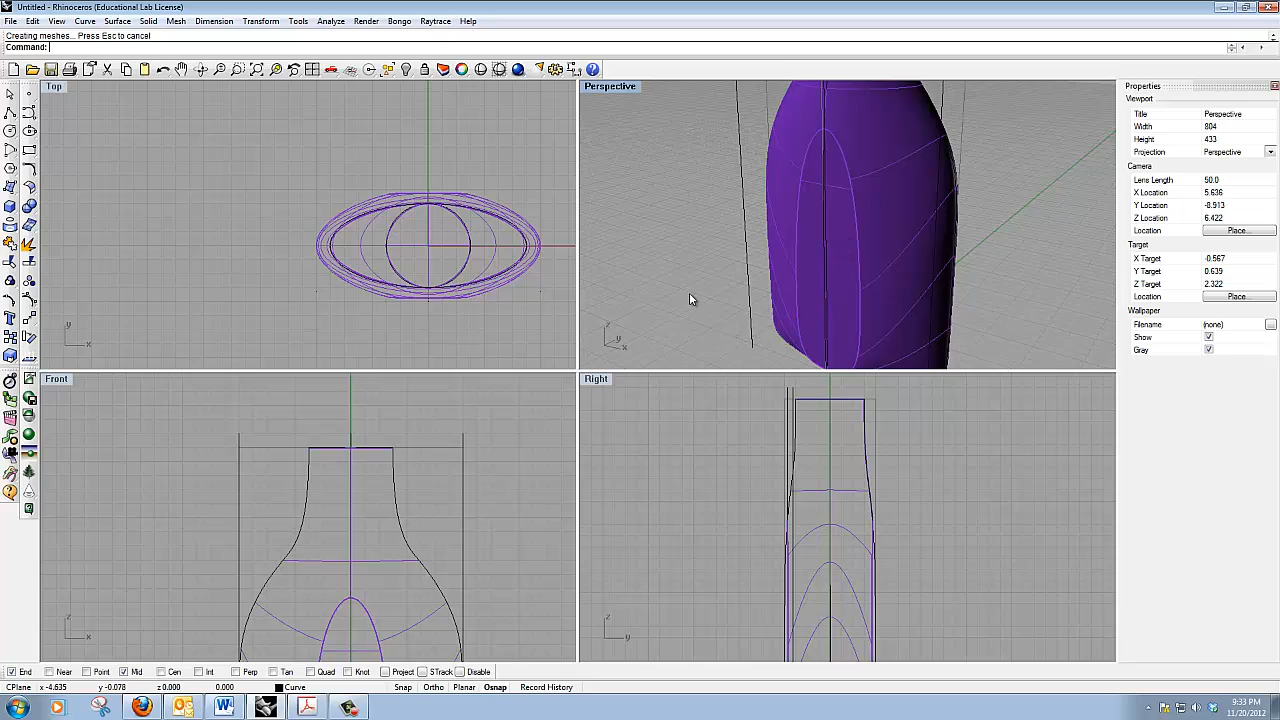 Untitled - Rhinoceros (Educational Lab License)
File Edit View Curve Surface Solid Mesh Dimension Transform Tools Analyze Render Bongo Raytrace Help
Creating meshes... Press Esc to cancel
Command:
Top
Perspective
Properties
Viewport
Title Perspective
Width 804
Height 433
Projection Perspective
Camera
Lens Length 50.0
X Location 5.636
Y Location -8.913
Z Location 6.422
Location Place...
Target
X Target -0.567
Y Target 0.639
Z Target 2.322
Location Place...
Wallpaper
Filename (none)
Show
Gray
y
x
z
y
x
Front
Right
z
x
z
y
End Near Point Mid Cen Int Perp Tan Quad Knot Project STrack Disable
CPlane x -4.635 y -0.078 z 0.000 0.000 Curve Snap Ortho Planar Osnap Record History
9:33 PM
11/20/2012